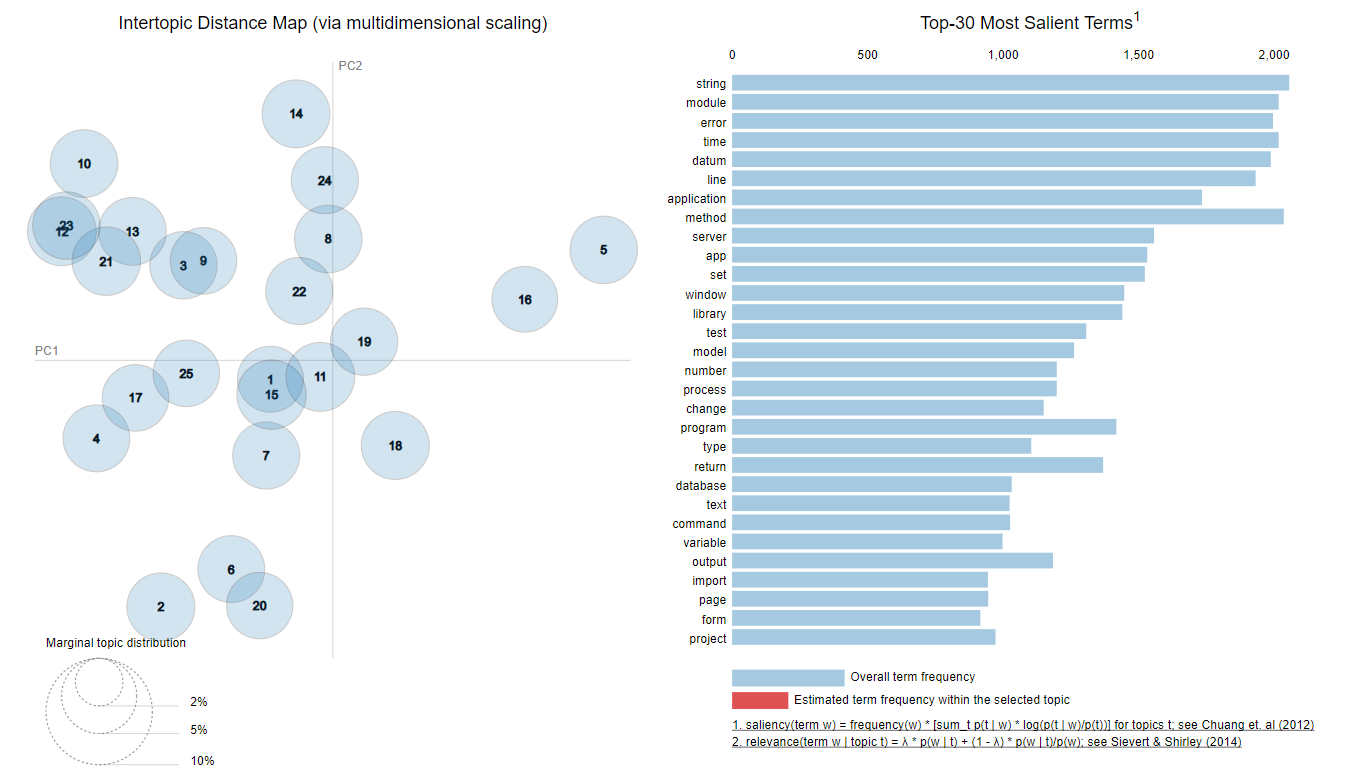 Intertopic Distance Map (via multidimensional scaling)
PC2
PC1
14
10
24
23
12
13
8
5
21
3
9
22
16
19
25
1
11
15
17
4
18
7
6
2
20
Marginal topic distribution
2%
5%
10%
Top-30 Most Salient Terms1
0 500 1,000 1,500 2,000
string
module
error
time
datum
line
application
method
server
app
set
window
library
test
model
number
process
change
program
type
return
database
text
command
variable
output
import
page
form
project
Overall term frequency
Estimated term frequency within the selected topic
1. saliency(term w) = frequency(w) * [sum_t p(t | w) * log(p(t | w)/p(t))] for topics t; see Chuang et. al (2012)
2. relevance(term w | topic t) = λ * p(w | t) + (1 - λ) * p(w | t)/p(w); see Sievert & Shirley (2014)